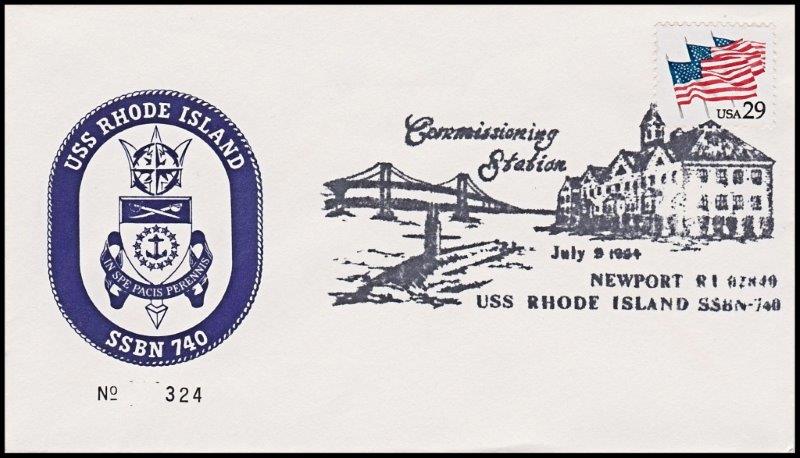 USS RHODE ISLAND
IN SPE PACIS PERENNIS
SSBN 740
Nº 324
USA 29
Commissioning
Station
July 9 1994
NEWPORT RI 02840
USS RHODE ISLAND SSBN-740